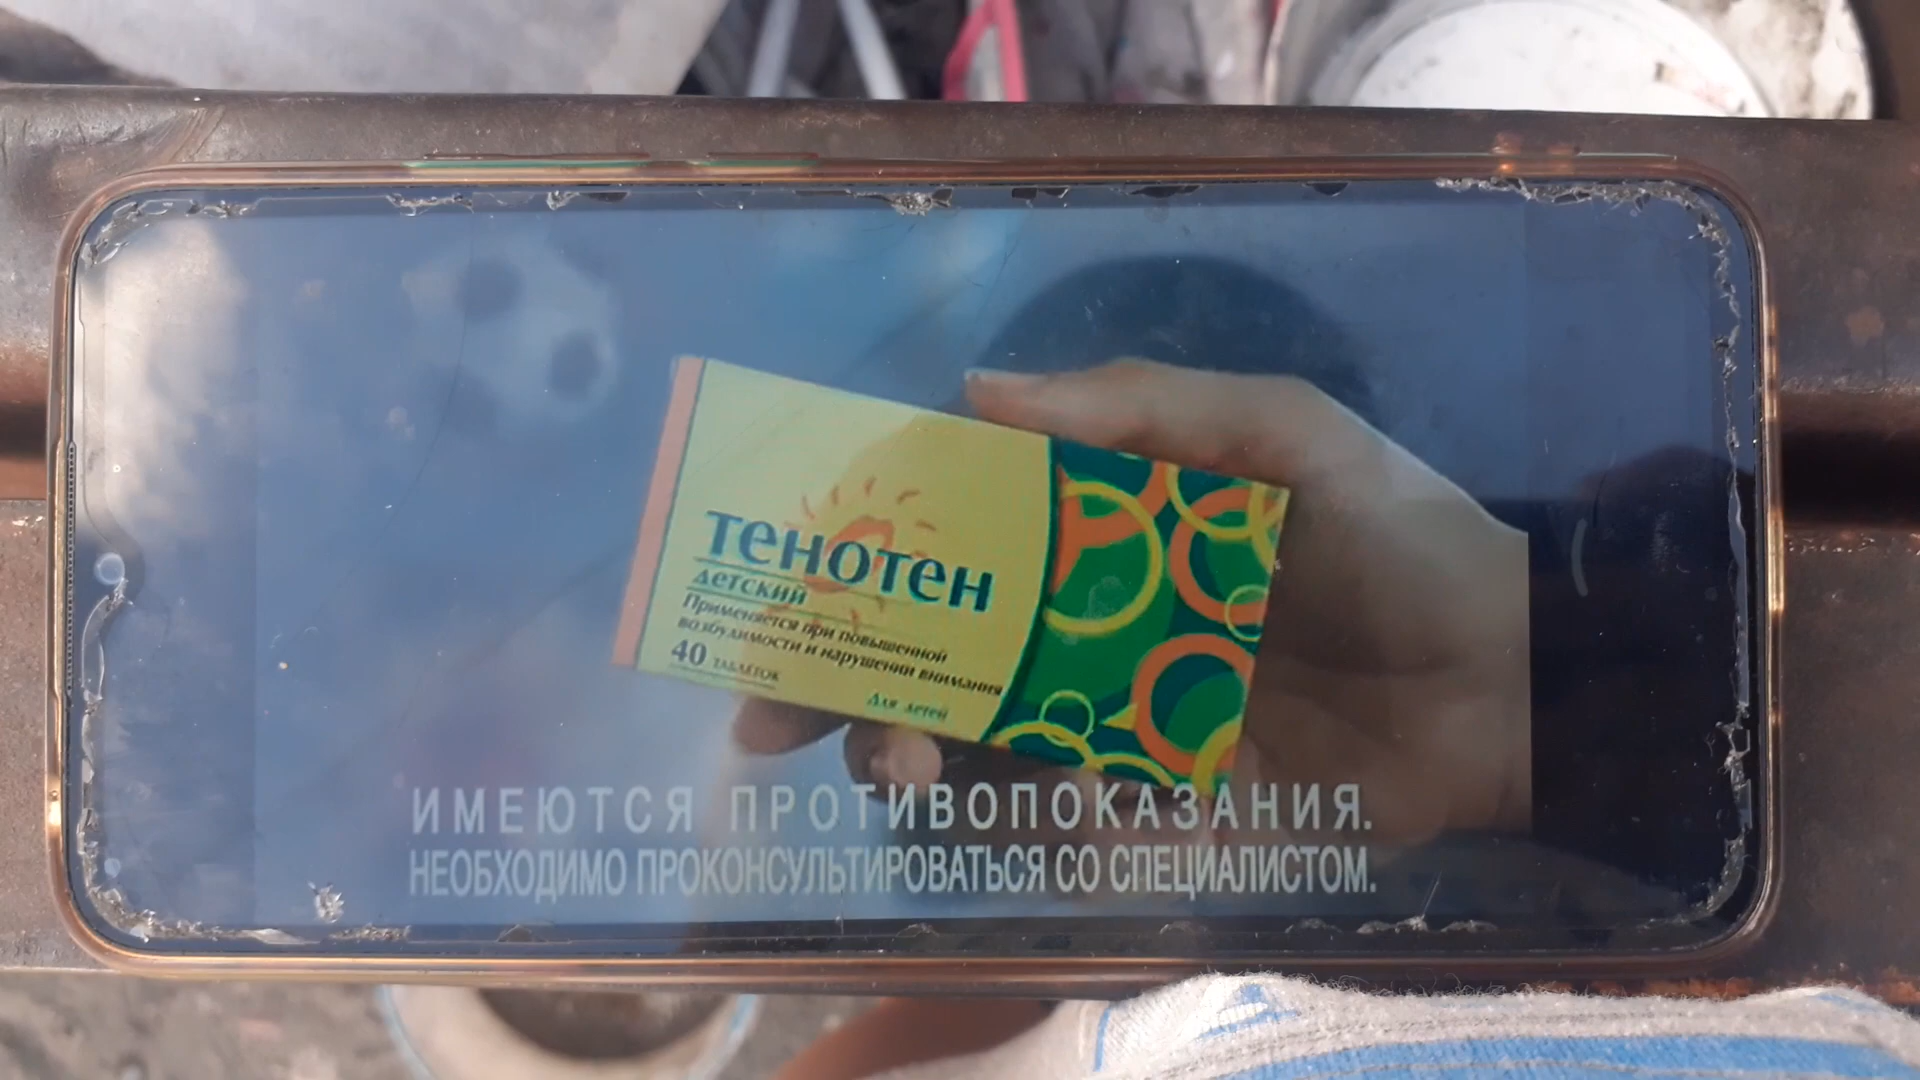 тенотен
детский
Применяется при повышенной
возбудимости и нарушении внимания
40 таблеток
Для детей
ИМЕЮТСЯ ПРОТИВОПОКАЗАНИЯ.
НЕОБХОДИМО ПРОКОНСУЛЬТИРОВАТЬСЯ СО СПЕЦИАЛИСТОМ.